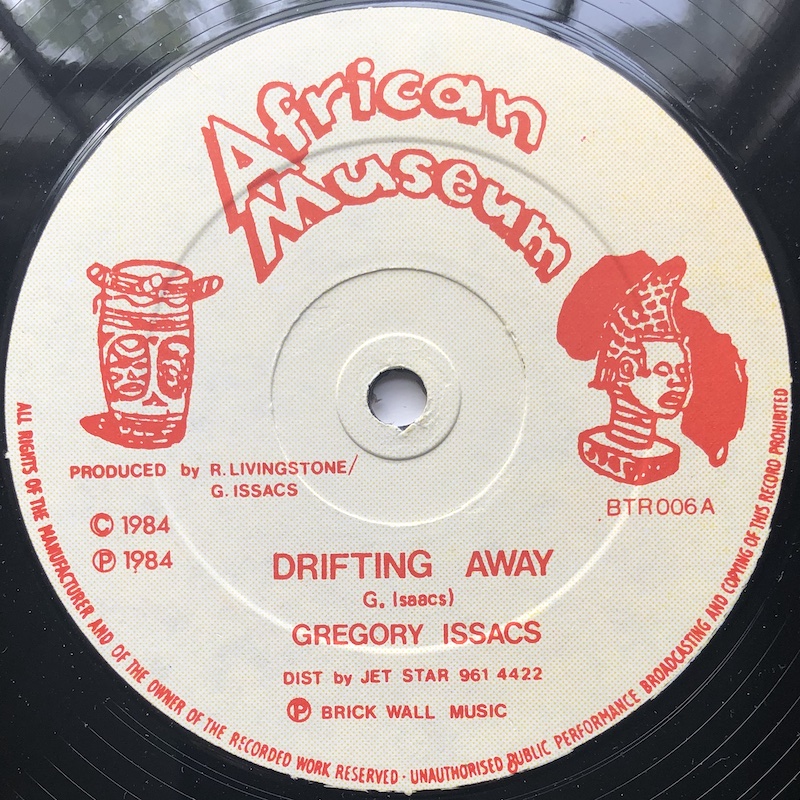 African
Museum
PRODUCED by R. LIVINGSTONE/
G. ISSACS
© 1984
℗ 1984
BTR 006 A
DRIFTING AWAY
G. Isaacs)
GREGORY ISSACS
DIST by JET STAR 961 4422
℗ BRICK WALL MUSIC
ALL RIGHTS OF THE MANUFACTURER AND OF THE OWNER OF THE RECORDED WORK RESERVED · UNAUTHORISED PUBLIC PERFORMANCE BROADCASTING AND COPYING OF THIS RECORD PROHIBITED